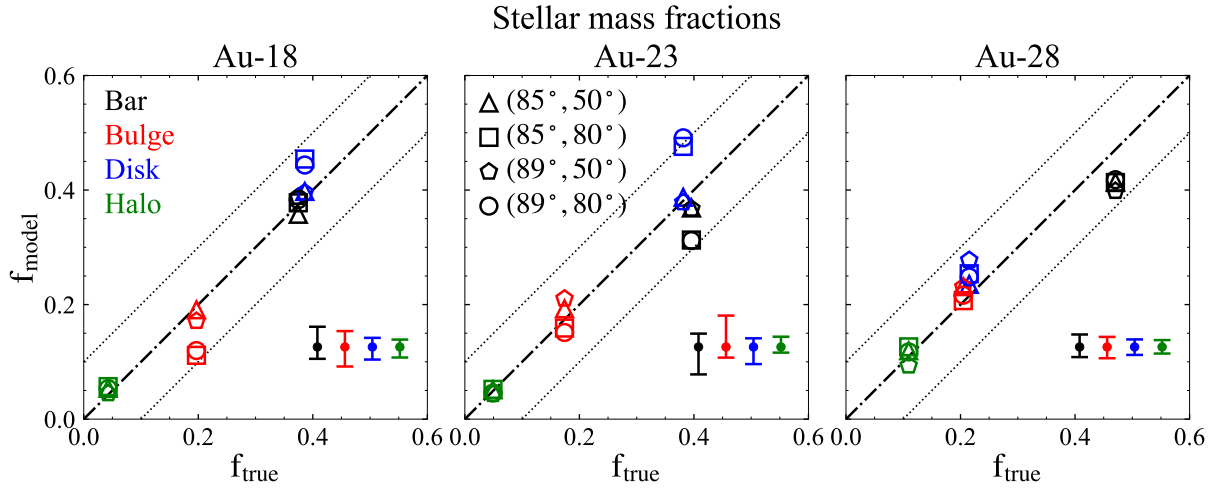 Stellar mass fractions
Au-18
Au-23
Au-28
f_model
0.6
0.4
0.2
0.0
Bar
Bulge
Disk
Halo
(85°, 50°)
(85°, 80°)
(89°, 50°)
(89°, 80°)
0.0 0.2 0.4 0.6
0.0 0.2 0.4 0.6
0.0 0.2 0.4 0.6
f_true
f_true
f_true